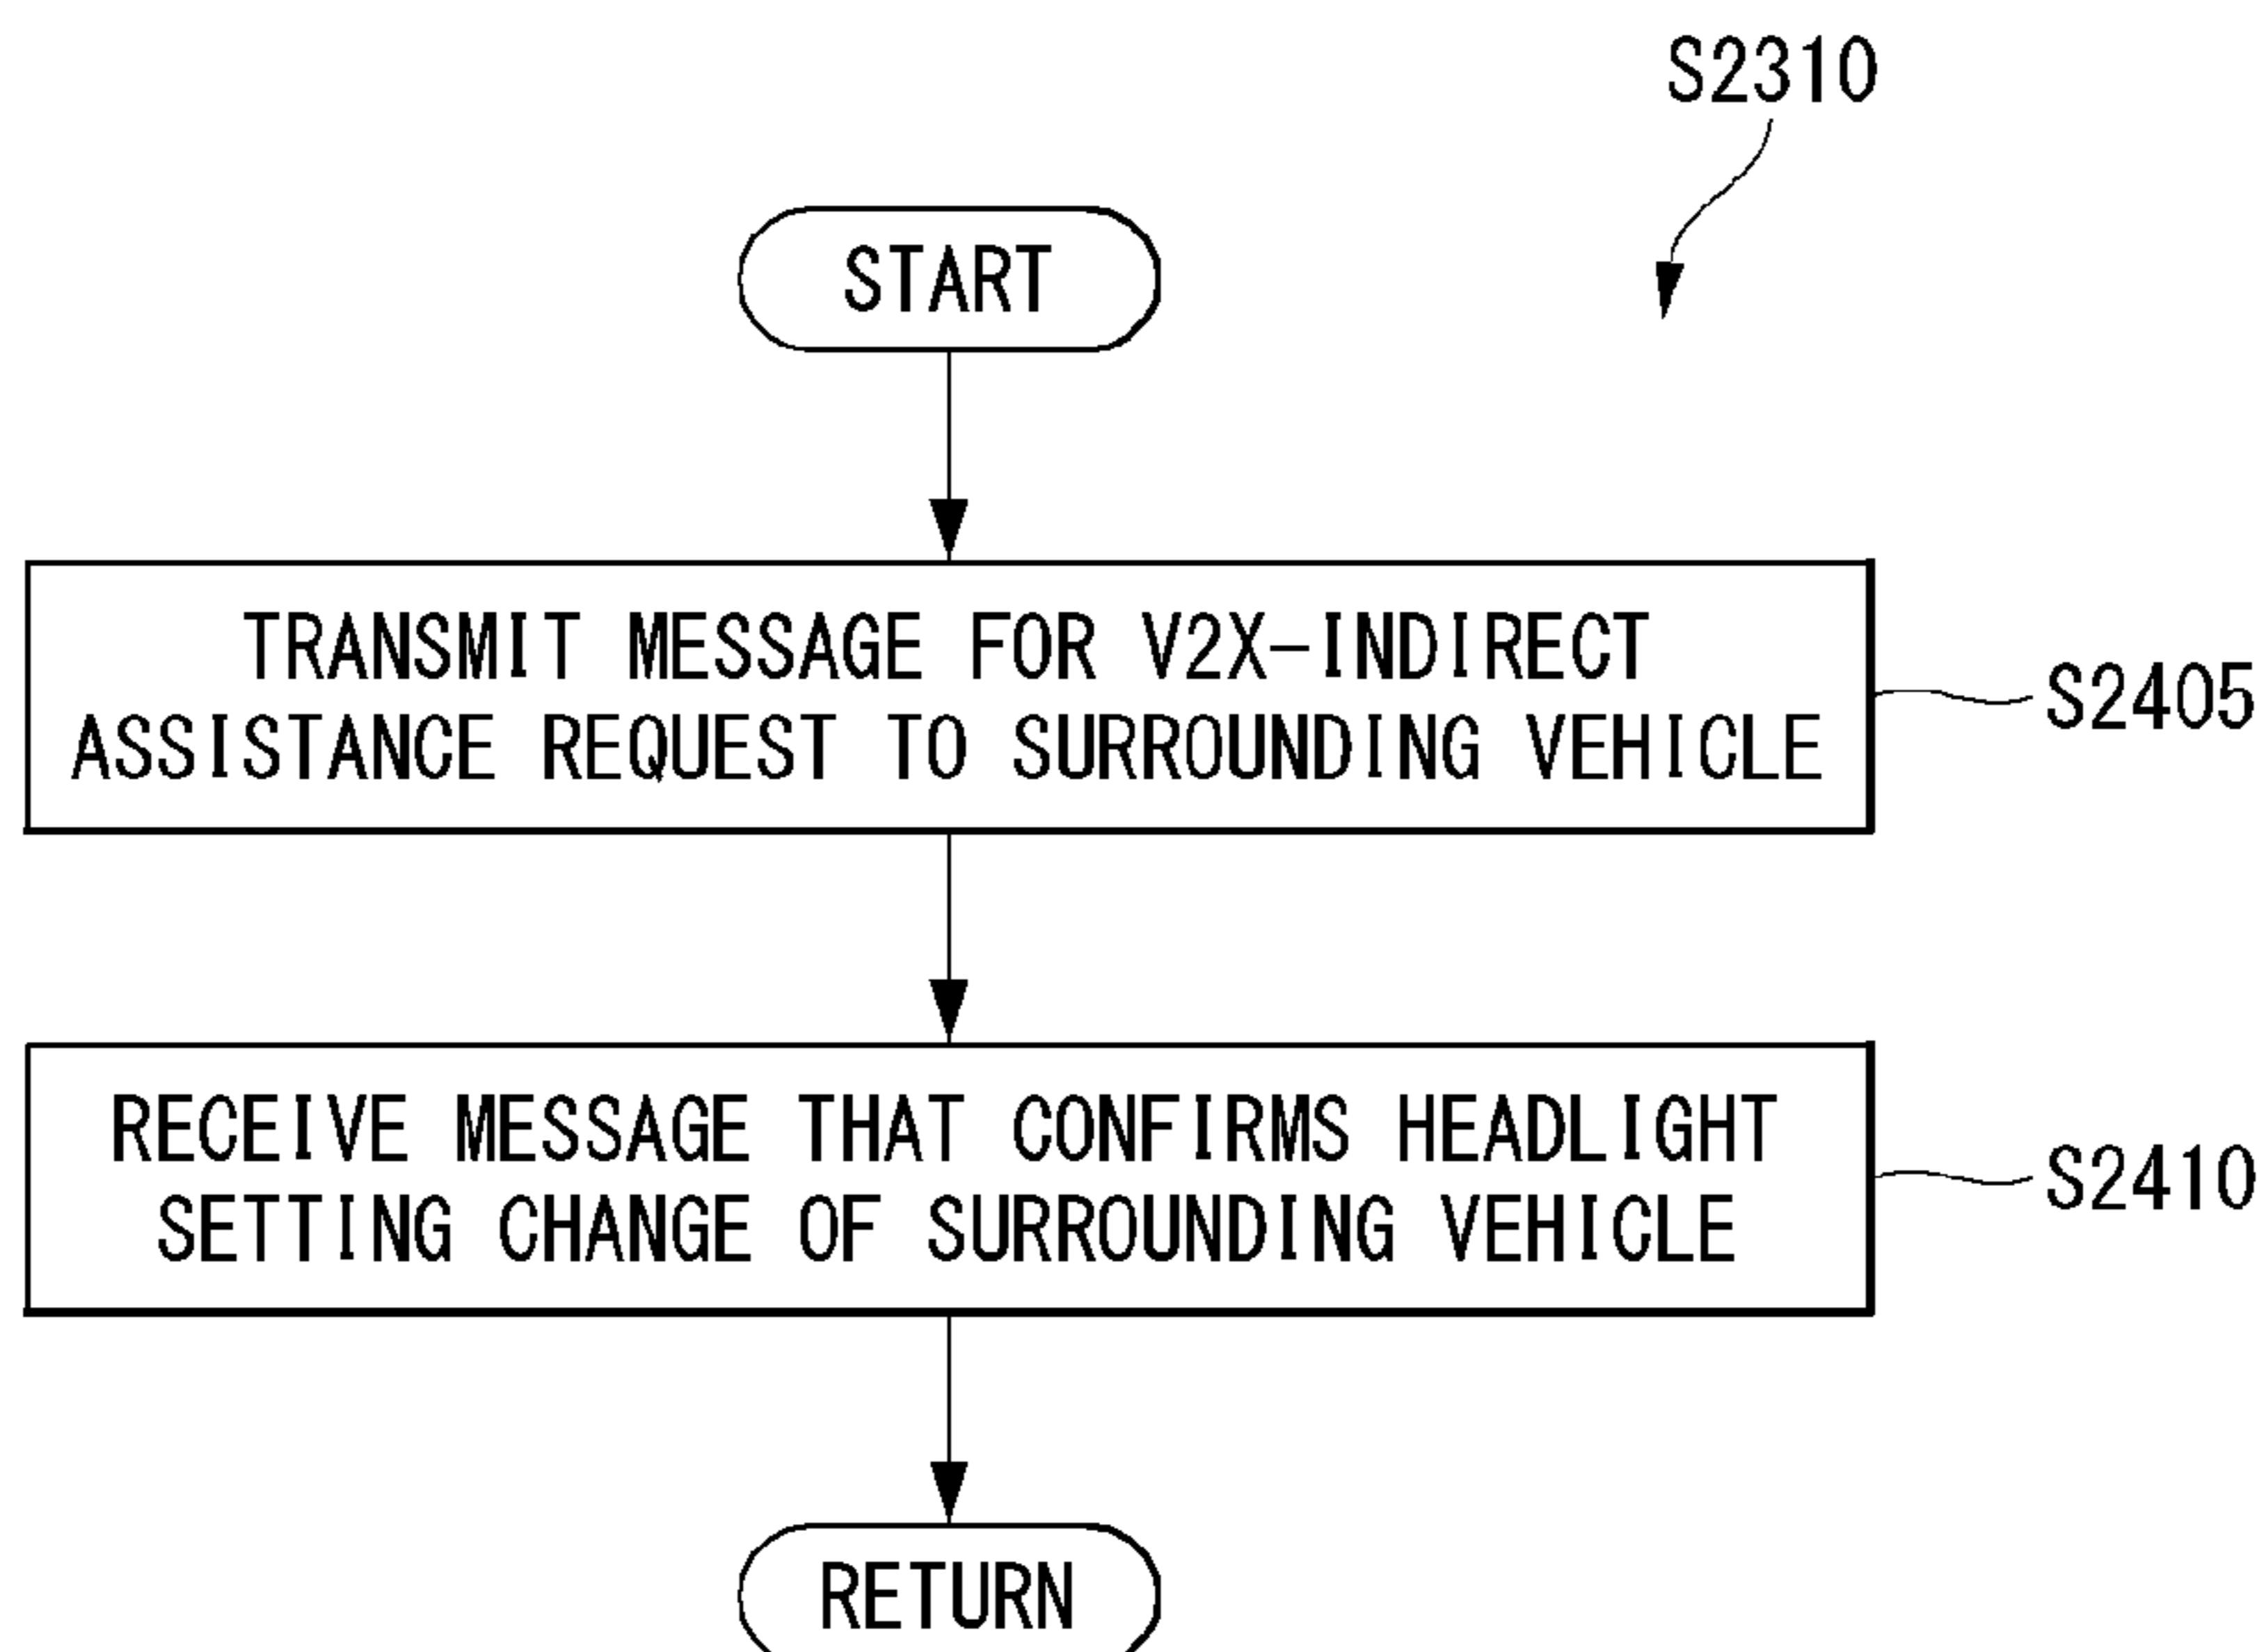 S2310
START
TRANSMIT MESSAGE FOR V2X-INDIRECT
ASSISTANCE REQUEST TO SURROUNDING VEHICLE
S2405
RECEIVE MESSAGE THAT CONFIRMS HEADLIGHT
SETTING CHANGE OF SURROUNDING VEHICLE
S2410
RETURN